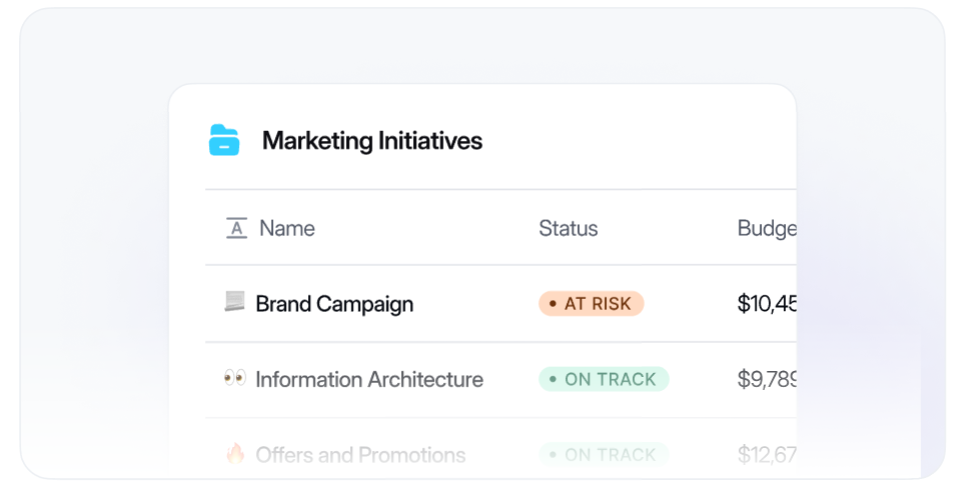 Marketing Initiatives
A Name Status Budge
Brand Campaign • AT RISK $10,45
Information Architecture • ON TRACK $9,789
Offers and Promotions • ON TRACK $12,67